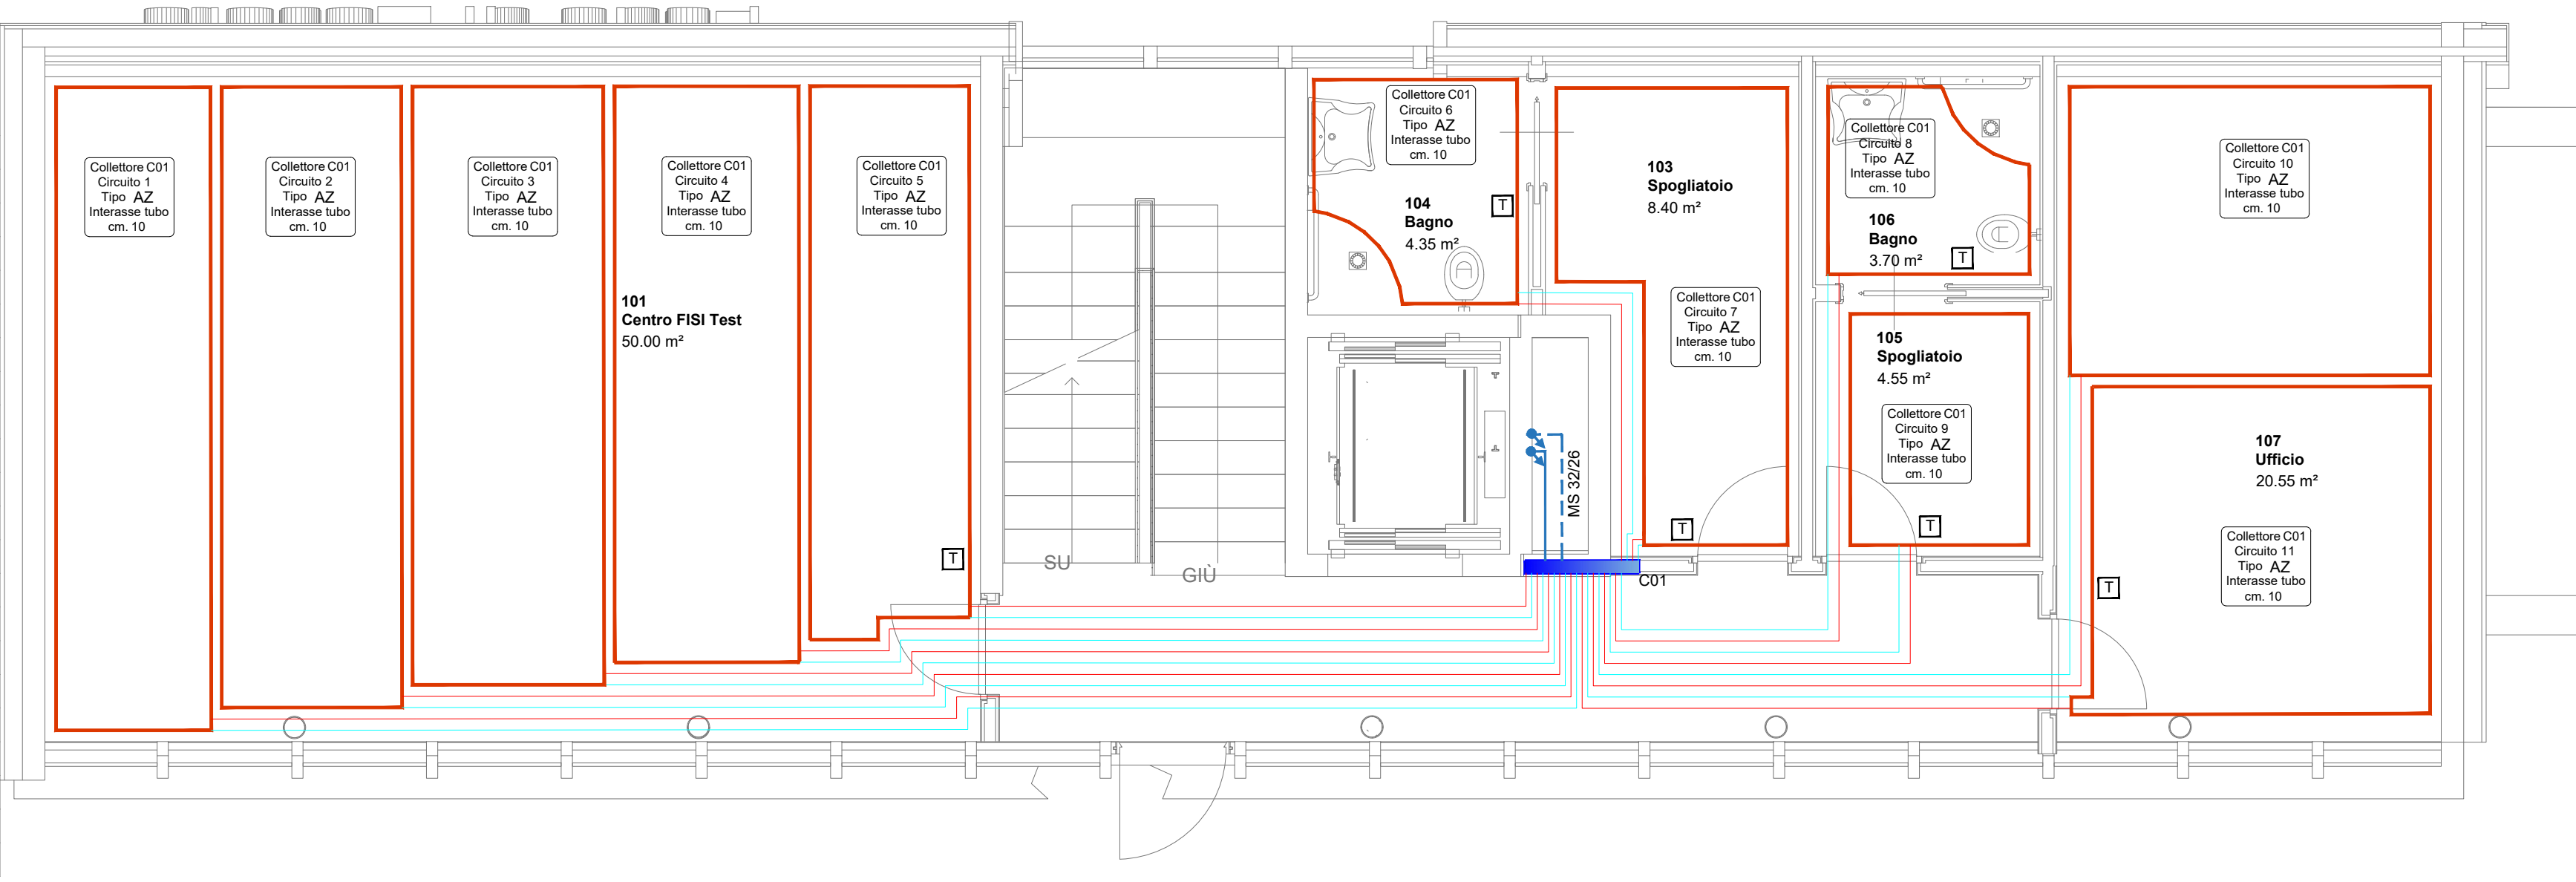 Collettore C01
Circuito 1
Tipo AZ
Interasse tubo
cm. 10
Collettore C01
Circuito 2
Tipo AZ
Interasse tubo
cm. 10
Collettore C01
Circuito 3
Tipo AZ
Interasse tubo
cm. 10
Collettore C01
Circuito 4
Tipo AZ
Interasse tubo
cm. 10
Collettore C01
Circuito 5
Tipo AZ
Interasse tubo
cm. 10
101
Centro FISI Test
50.00 m²
T
SU
GIÙ
Collettore C01
Circuito 6
Tipo AZ
Interasse tubo
cm. 10
104
Bagno
4.35 m²
T
103
Spogliatoio
8.40 m²
Collettore C01
Circuito 7
Tipo AZ
Interasse tubo
cm. 10
T
MS 32/26
C01
Collettore C01
Circuito 8
Tipo AZ
Interasse tubo
cm. 10
106
Bagno
3.70 m²
T
105
Spogliatoio
4.55 m²
Collettore C01
Circuito 9
Tipo AZ
Interasse tubo
cm. 10
T
Collettore C01
Circuito 10
Tipo AZ
Interasse tubo
cm. 10
107
Ufficio
20.55 m²
Collettore C01
Circuito 11
Tipo AZ
Interasse tubo
cm. 10
T